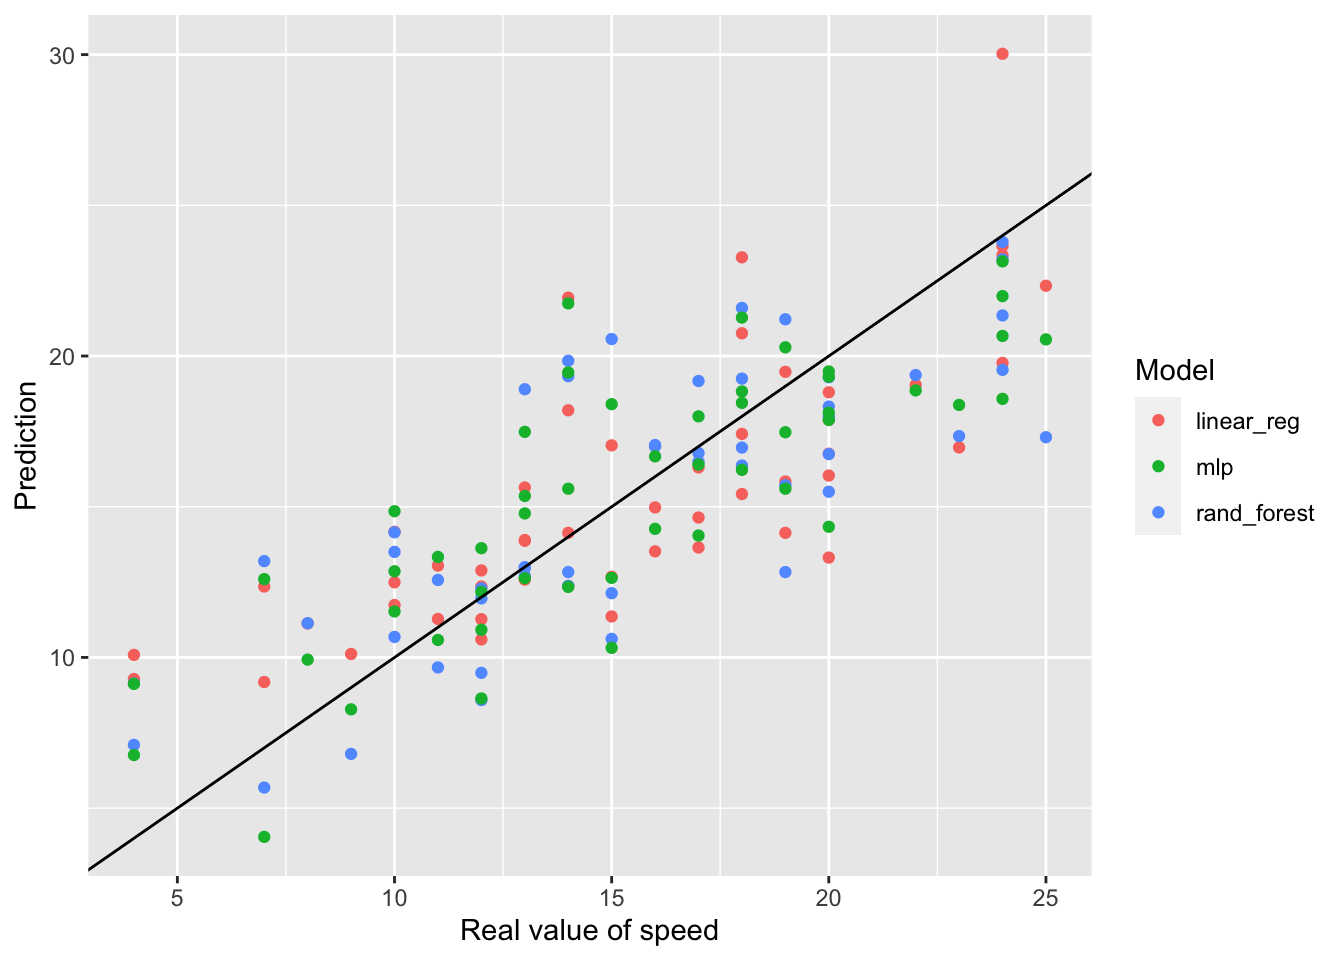 30
20
10
Prediction
5 10 15 20 25
Real value of speed
Model
linear_reg
mlp
rand_forest